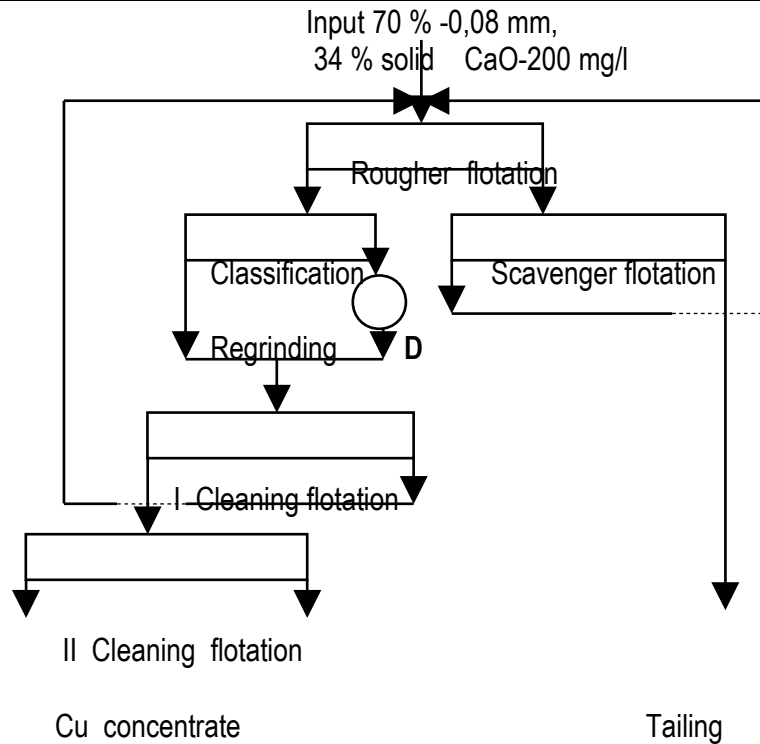 Input 70 % -0,08 mm,
34 % solid CaO-200 mg/l
Rougher flotation
Classification
Scavenger flotation
Regrinding
D
I Cleaning flotation
II Cleaning flotation
Cu concentrate
Tailing